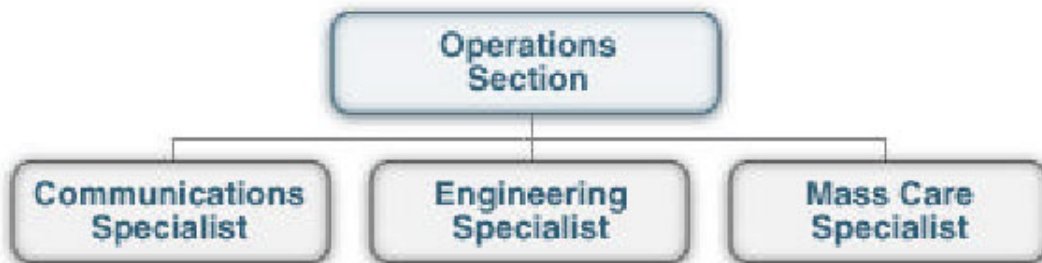 Operations
Section
Communications
Specialist
Engineering
Specialist
Mass Care
Specialist